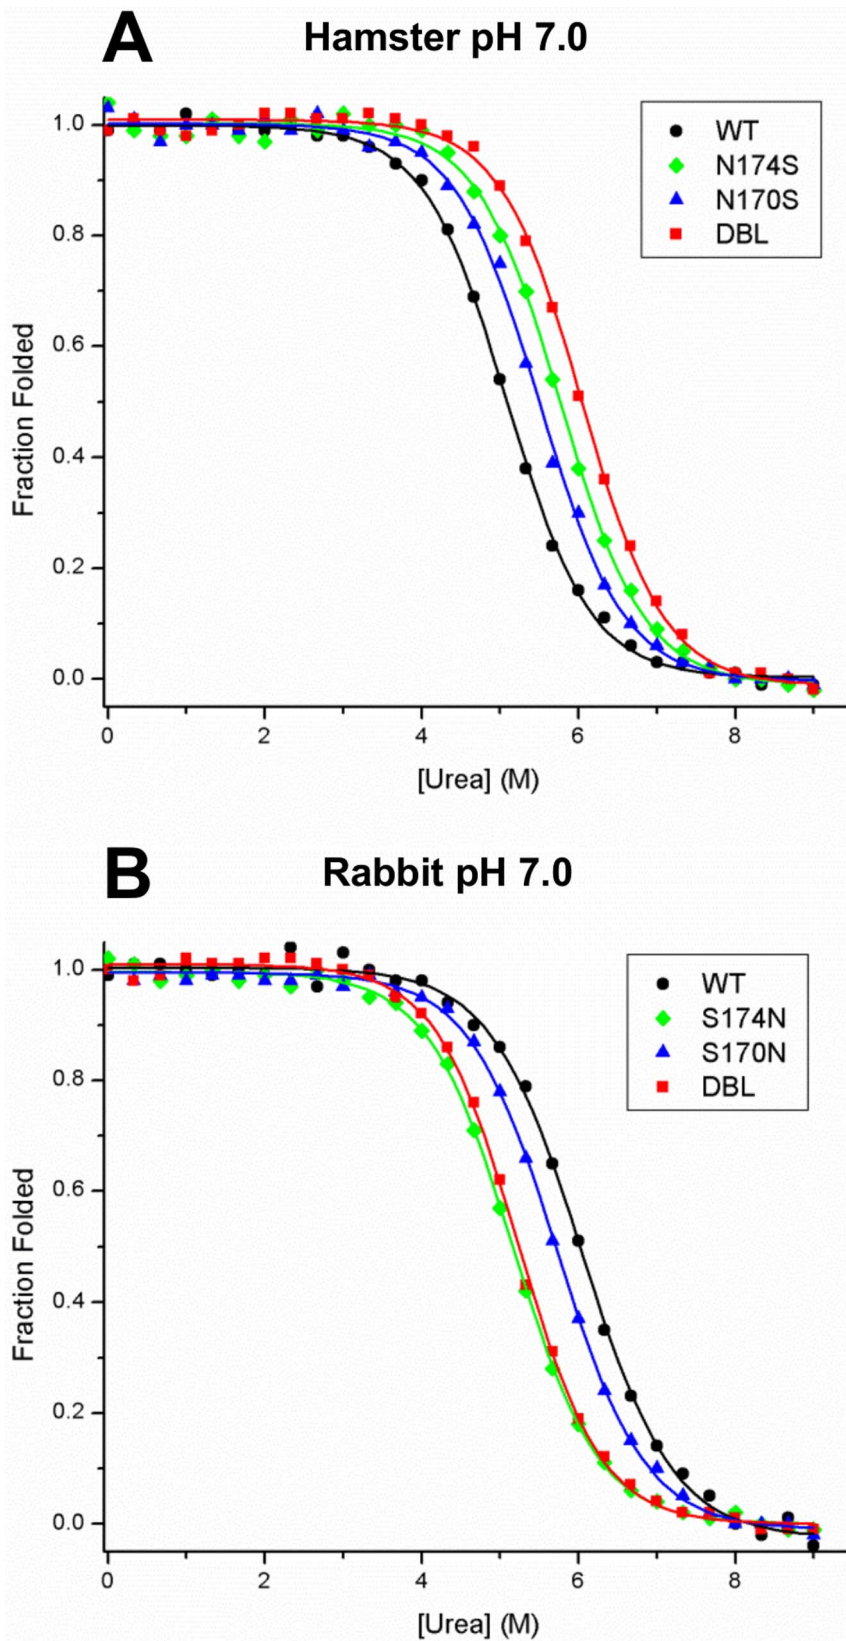 A
Hamster pH 7.0
1.0
0.8
0.6
0.4
0.2
0.0
Fraction Folded
WT
N174S
N170S
DBL
0 2 4 6 8
[Urea] (M)
B
Rabbit pH 7.0
1.0
0.8
0.6
0.4
0.2
0.0
Fraction Folded
WT
S174N
S170N
DBL
0 2 4 6 8
[Urea] (M)